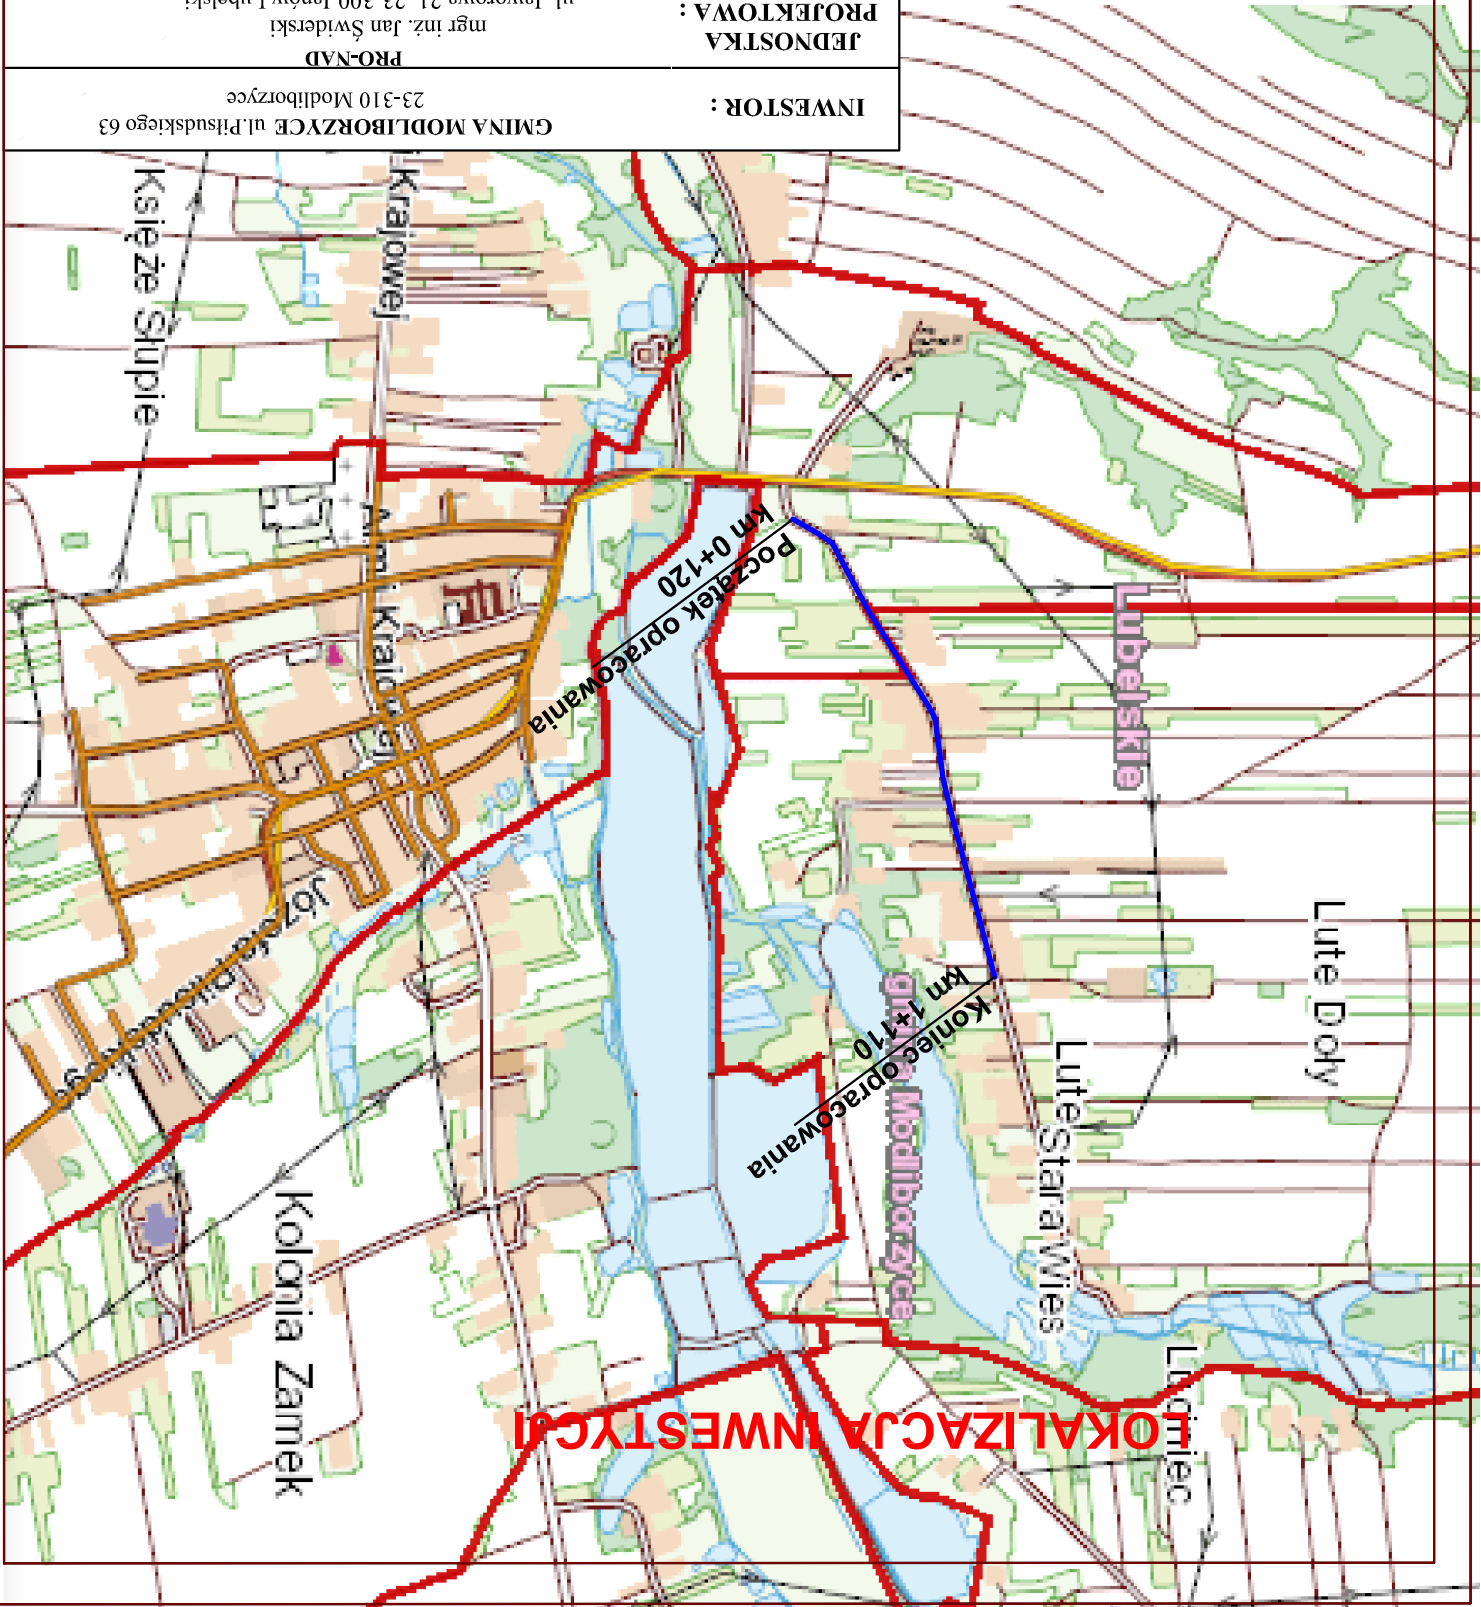 LOKALIZACJA INWESTYCJI
Koniec opracowania
km 1+110
Początek opracowania
km 0+120
INWESTOR :
GMINA MODLIBORZYCE ul.Piłsudskiego 63
23-310 Modliborzyce
JEDNOSTKA
PROJEKTOWA :
PRO-NAD
mgr inż. Jan Świderski
Księże Słupie
Krajowej
Armii Krajowej
Kolonia Zamek
Lubelskie
gmina Modliborzyce
Lute Doły
Lute
Stara Wieś